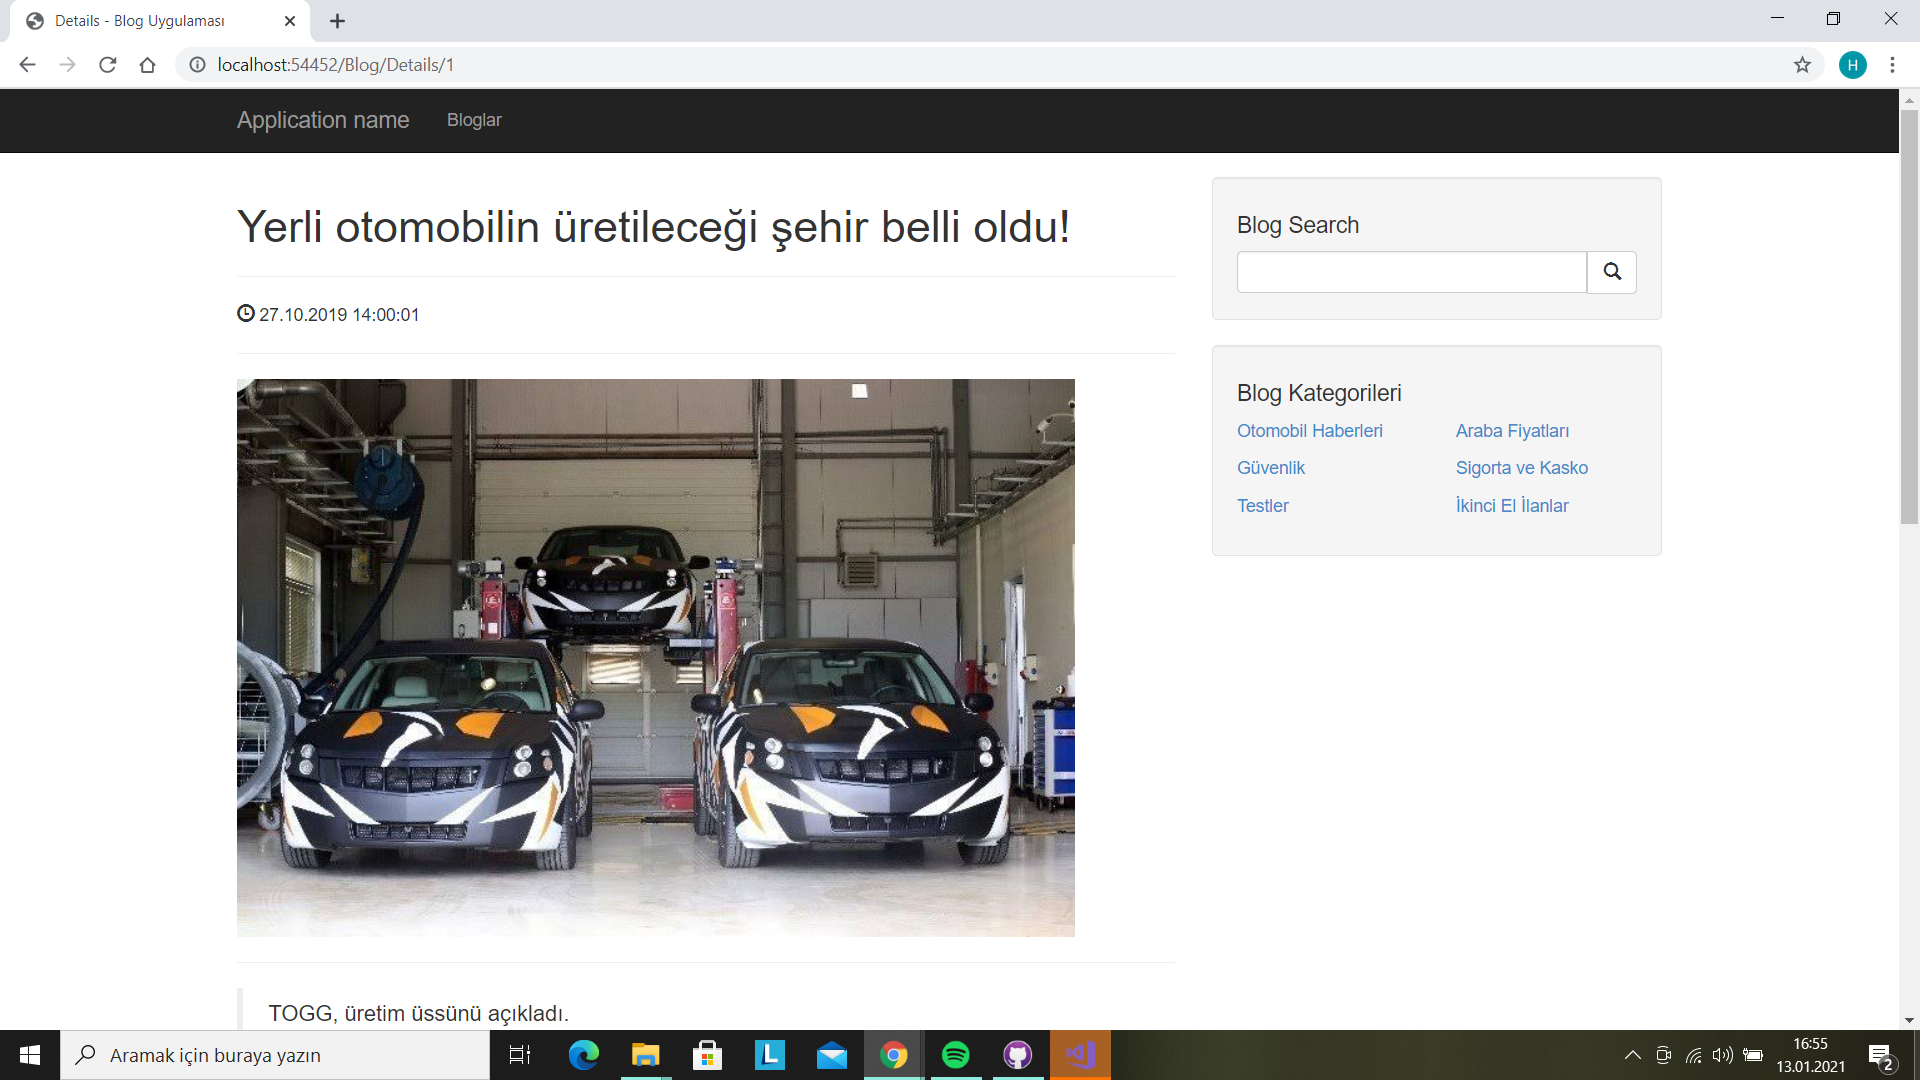 Details - Blog Uygulaması
localhost:54452/Blog/Details/1
H
Application name
Bloglar
Yerli otomobilin üretileceği şehir belli oldu!
27.10.2019 14:00:01
TOGG, üretim üssünü açıkladı.
Blog Search
Blog Kategorileri
Otomobil Haberleri
Araba Fiyatları
Güvenlik
Sigorta ve Kasko
Testler
İkinci El İlanlar
Aramak için buraya yazın
L
16:55
13.01.2021
2